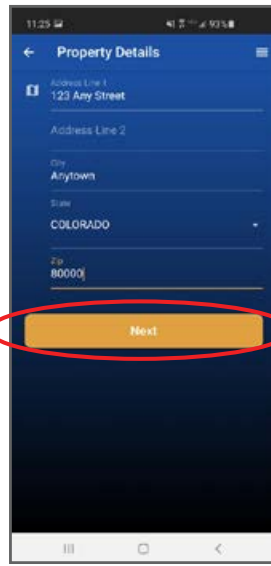 11:25
93%
Property Details
Address Line 1
123 Any Street
Address Line 2
City
Anytown
State
COLORADO
Zip
80000
Next